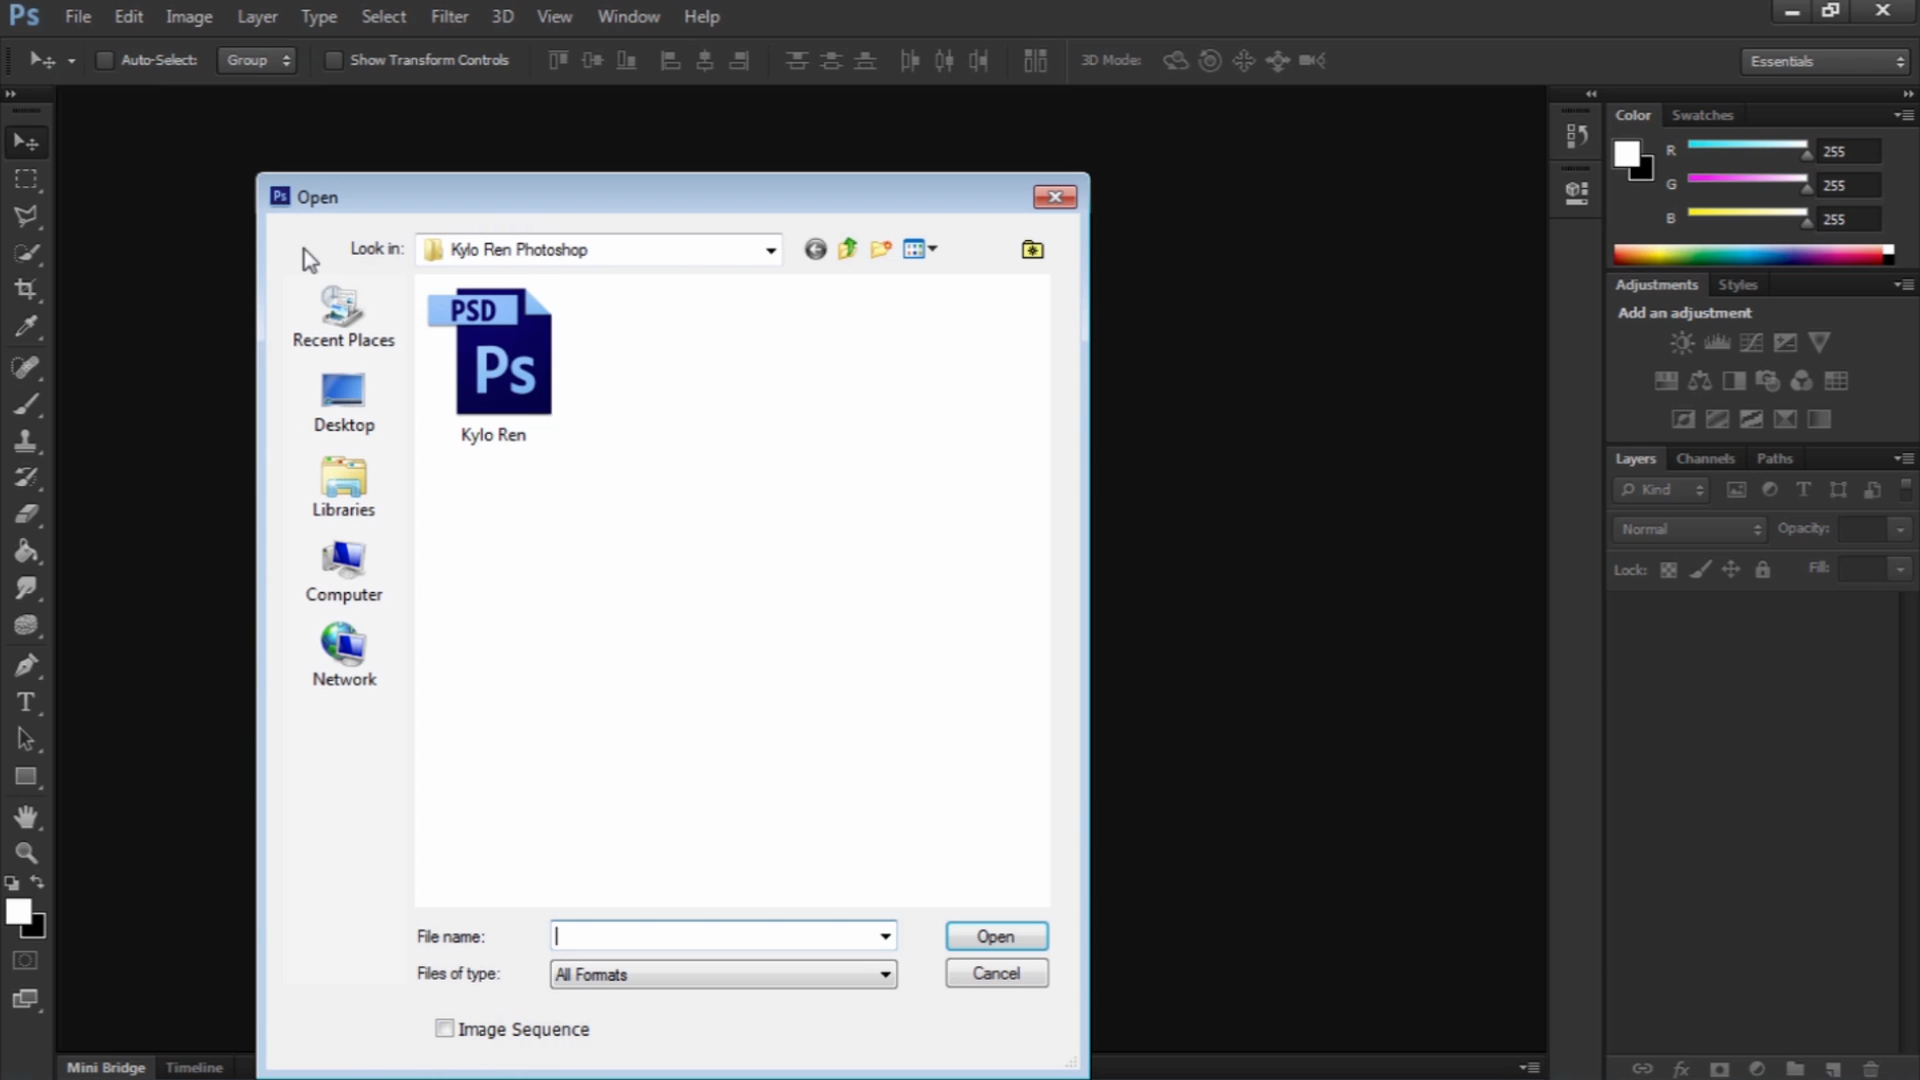 Ps File Edit Image Layer Type Select Filter 3D View Window Help
Auto-Select: Group Show Transform Controls 3D Mode: Essentials
Color Swatches
R 255
G 255
B 255
Adjustments Styles
Add an adjustment
Layers Channels Paths
Kind
Normal Opacity:
Lock: Fill:
Ps Open
Look in: Kylo Ren Photoshop
Recent Places
Desktop
Libraries
Computer
Network
PSD
Ps
Kylo Ren
File name: Open
Files of type: All Formats Cancel
Image Sequence
Mini Bridge Timeline